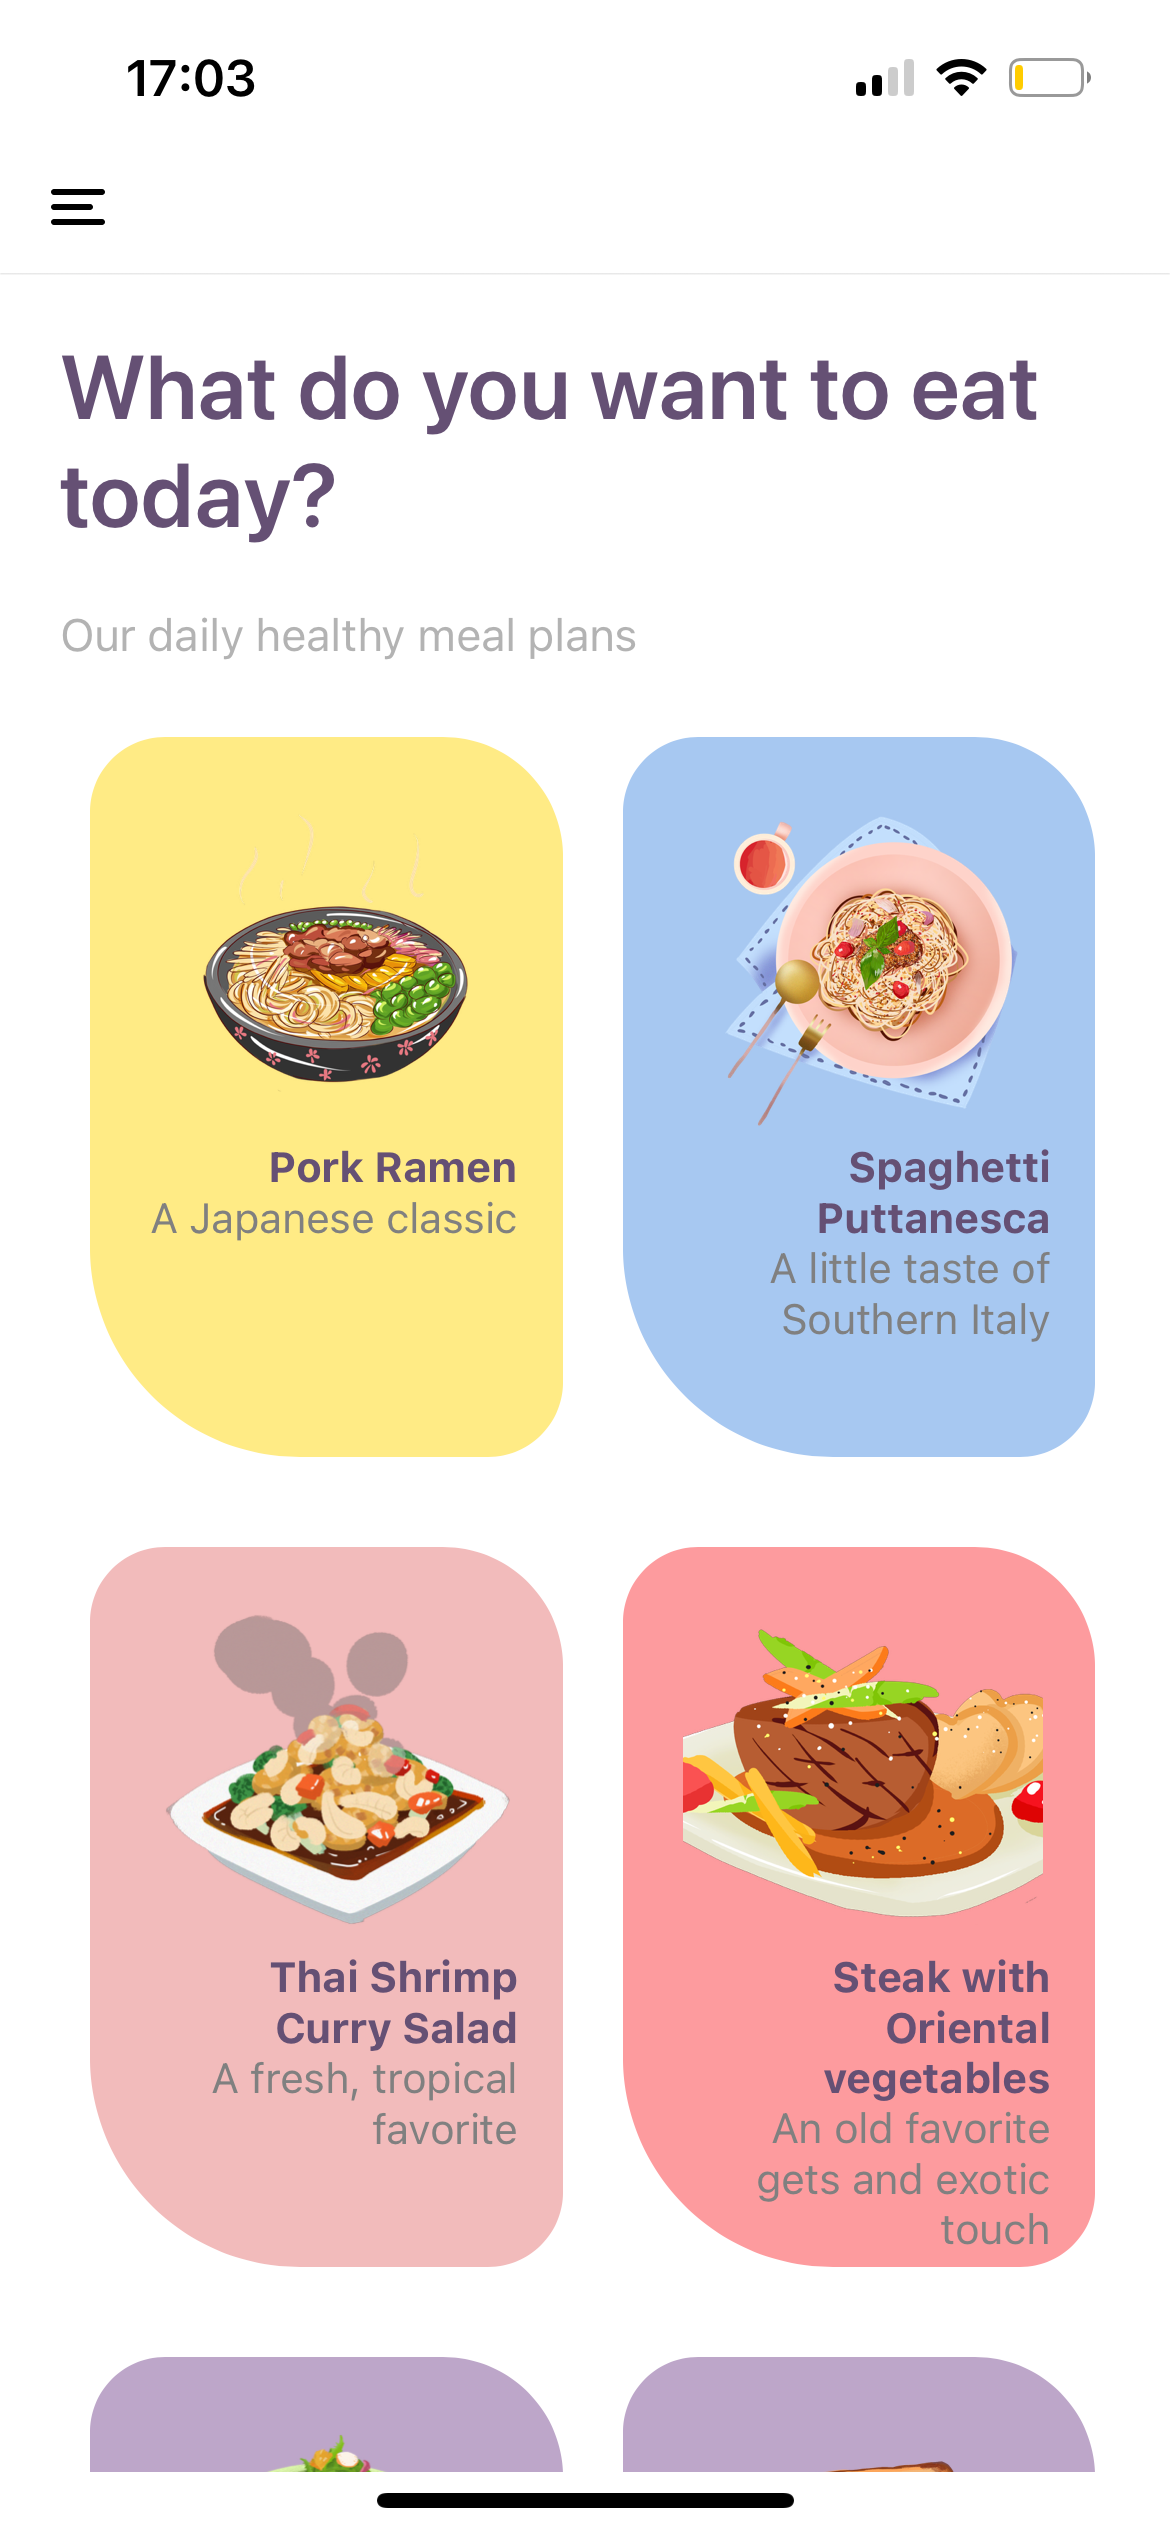 17:03
What do you want to eat
today?
Our daily healthy meal plans
Pork Ramen
A Japanese classic
Spaghetti
Puttanesca
A little taste of
Southern Italy
Thai Shrimp
Curry Salad
A fresh, tropical
favorite
Steak with
Oriental
vegetables
An old favorite
gets and exotic
touch